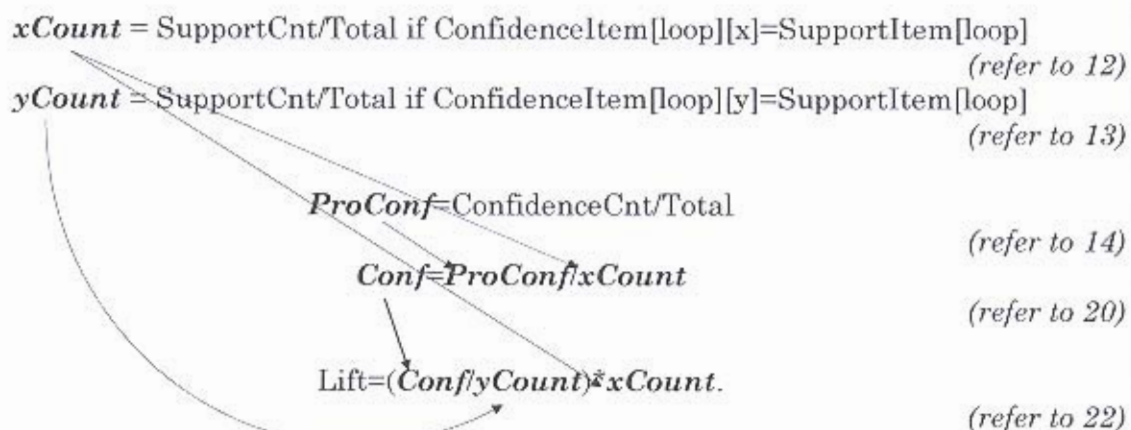 xCount = SupportCnt/Total if ConfidenceItem[loop][x]=SupportItem[loop]
(refer to 12)
yCount = SupportCnt/Total if ConfidenceItem[loop][y]=SupportItem[loop]
(refer to 13)
ProConf=ConfidenceCnt/Total
(refer to 14)
Conf=ProConf/xCount
(refer to 20)
Lift=(Conf/yCount)*xCount.
(refer to 22)